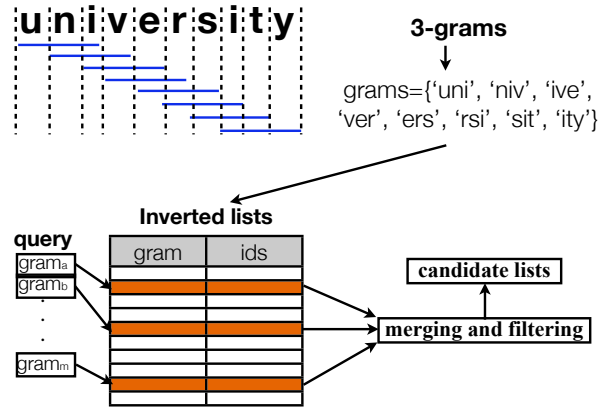 university
3-grams
grams={‘uni’, ‘niv’, ‘ive’,
‘ver’, ‘ers’, ‘rsi’, ‘sit’, ‘ity’}
Inverted lists
query
gram ids
gramₐ
gram_b
.
.
.
gramₘ
candidate lists
merging and filtering